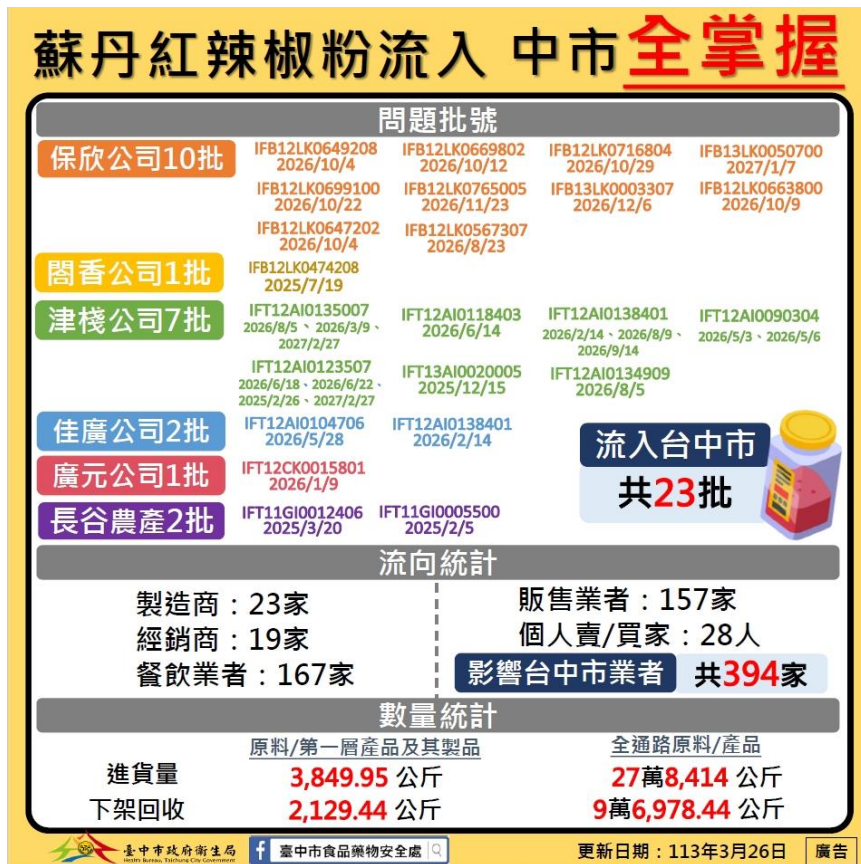 蘇丹紅辣椒粉流入 中市全掌握
問題批號
保欣公司10批
IFB12LK0649208 IFB12LK0669802 IFB12LK0716804 IFB13LK0050700
2026/10/4 2026/10/12 2026/10/29 2027/1/7
IFB12LK0699100 IFB12LK0765005 IFB13LK0003307 IFB12LK0663800
2026/10/22 2026/11/23 2026/12/6 2026/10/9
IFB12LK0647202 IFB12LK0567307
2026/10/4 2026/8/23
閤香公司1批
IFB12LK0474208
2025/7/19
津棧公司7批
IFT12AI0135007 IFT12AI0118403 IFT12AI0138401 IFT12AI0090304
2026/8/5、2026/3/9、 2026/6/14 2026/2/14、2026/8/9、 2026/5/3、2026/5/6
2027/2/27 2026/9/14
IFT12AI0123507 IFT13AI0020005 IFT12AI0134909
2026/6/18、2026/6/22、 2025/12/15 2026/8/5
2025/2/26、2027/2/27
佳廣公司2批
IFT12AI0104706 IFT12AI0138401
2026/5/28 2026/2/14
廣元公司1批
IFT12CK0015801
2026/1/9
長谷農產2批
IFT11GI0012406 IFT11GI0005500
2025/3/20 2025/2/5
流入台中市
共23批
流向統計
製造商：23家
經銷商：19家
餐飲業者：167家
販售業者：157家
個人賣/買家：28人
影響台中市業者 共394家
數量統計
原料/第一層產品及其製品 全通路原料/產品
進貨量 3,849.95 公斤 27萬8,414 公斤
下架回收 2,129.44 公斤 9萬6,978.44 公斤
臺中市政府衛生局
Health Bureau, Taichung City Government
f 臺中市食品藥物安全處
更新日期：113年3月26日
廣告